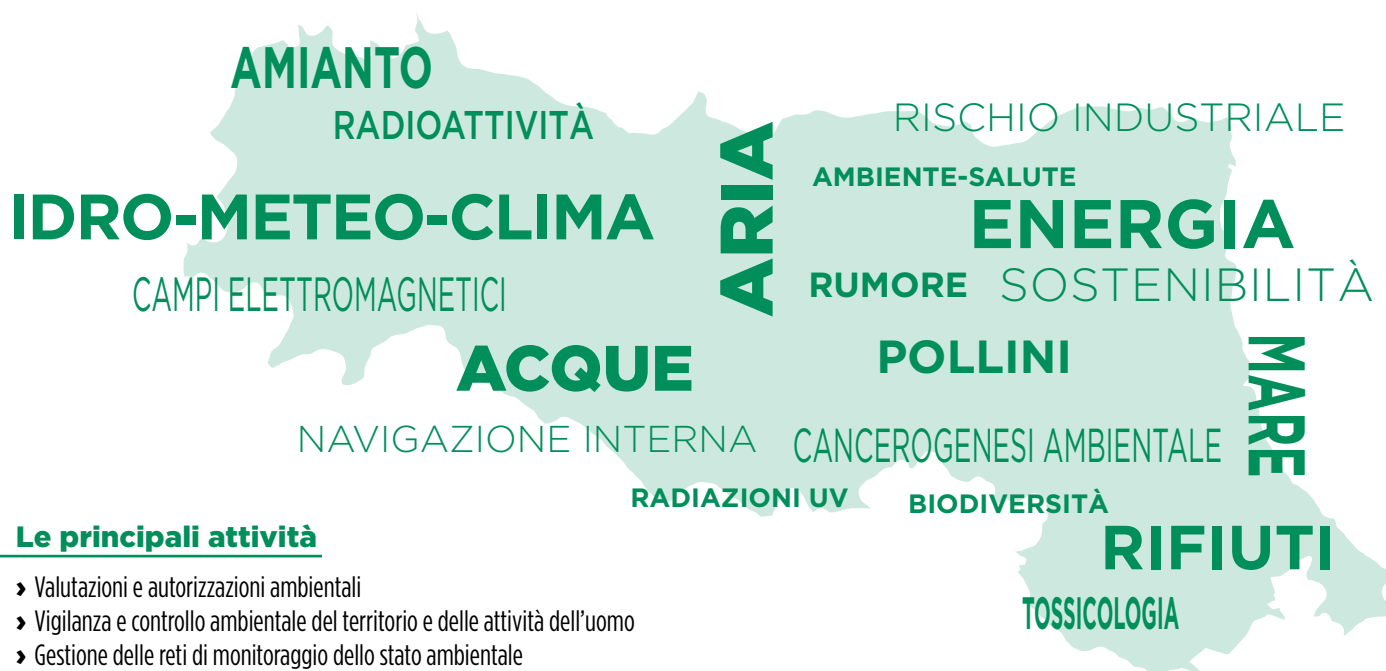 AMIANTO
RADIOATTIVITÀ
ARIA
RISCHIO INDUSTRIALE
AMBIENTE-SALUTE
IDRO-METEO-CLIMA
ENERGIA
CAMPI ELETTROMAGNETICI
RUMORE
SOSTENIBILITÀ
ACQUE
POLLINI
MARE
NAVIGAZIONE INTERNA
CANCEROGENESI AMBIENTALE
RADIAZIONI UV
BIODIVERSITÀ
RIFIUTI
TOSSICOLOGIA
Le principali attività
› Valutazioni e autorizzazioni ambientali
› Vigilanza e controllo ambientale del territorio e delle attività dell'uomo
› Gestione delle reti di monitoraggio dello stato ambientale